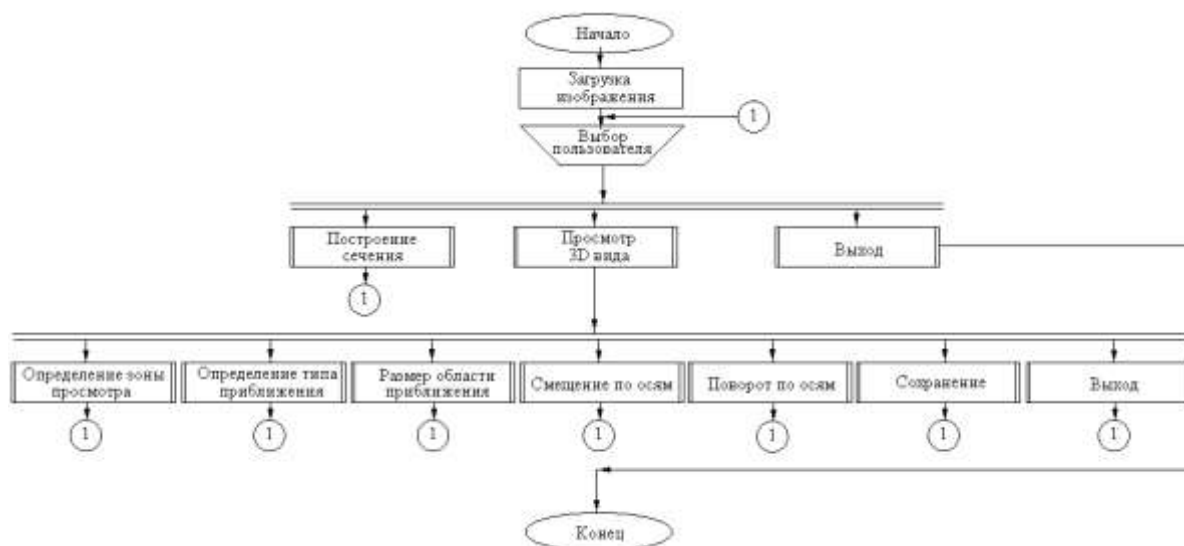 Начало
Загрузка
изображения
1
Выбор
пользователя
Построение
сечения
Просмотр
3D вида
Выход
1
Определение зоны
просмотра
Определение типа
приближения
Размер области
приближения
Смещение по осям
Поворот по осям
Сохранение
Выход
1
1
1
1
1
1
1
Конец